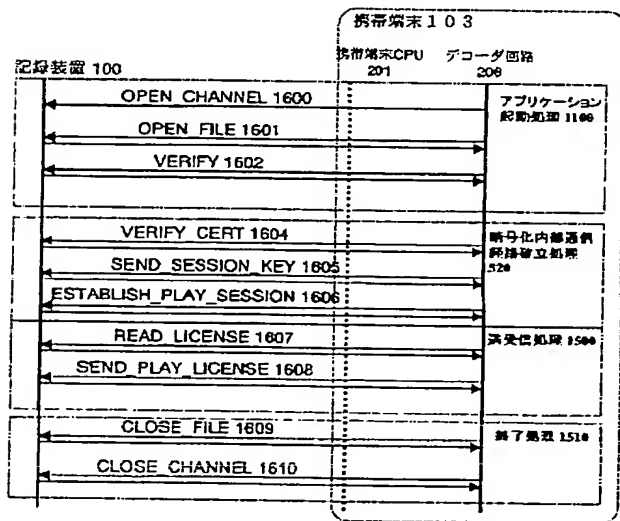 携帯端末103
携帯端末CPU
201
デコーダ回路
206
記録装置 100
OPEN_CHANNEL 1600
アプリケーション
起動処理 1100
OPEN_FILE 1601
VERIFY 1602
VERIFY_CERT 1604
暗号化内部通信
経路確立処理
520
SEND_SESSION_KEY 1605
ESTABLISH_PLAY_SESSION 1606
READ_LICENSE 1607
送受信処理 1500
SEND_PLAY_LICENSE 1608
CLOSE_FILE 1609
終了処理 1510
CLOSE_CHANNEL 1610